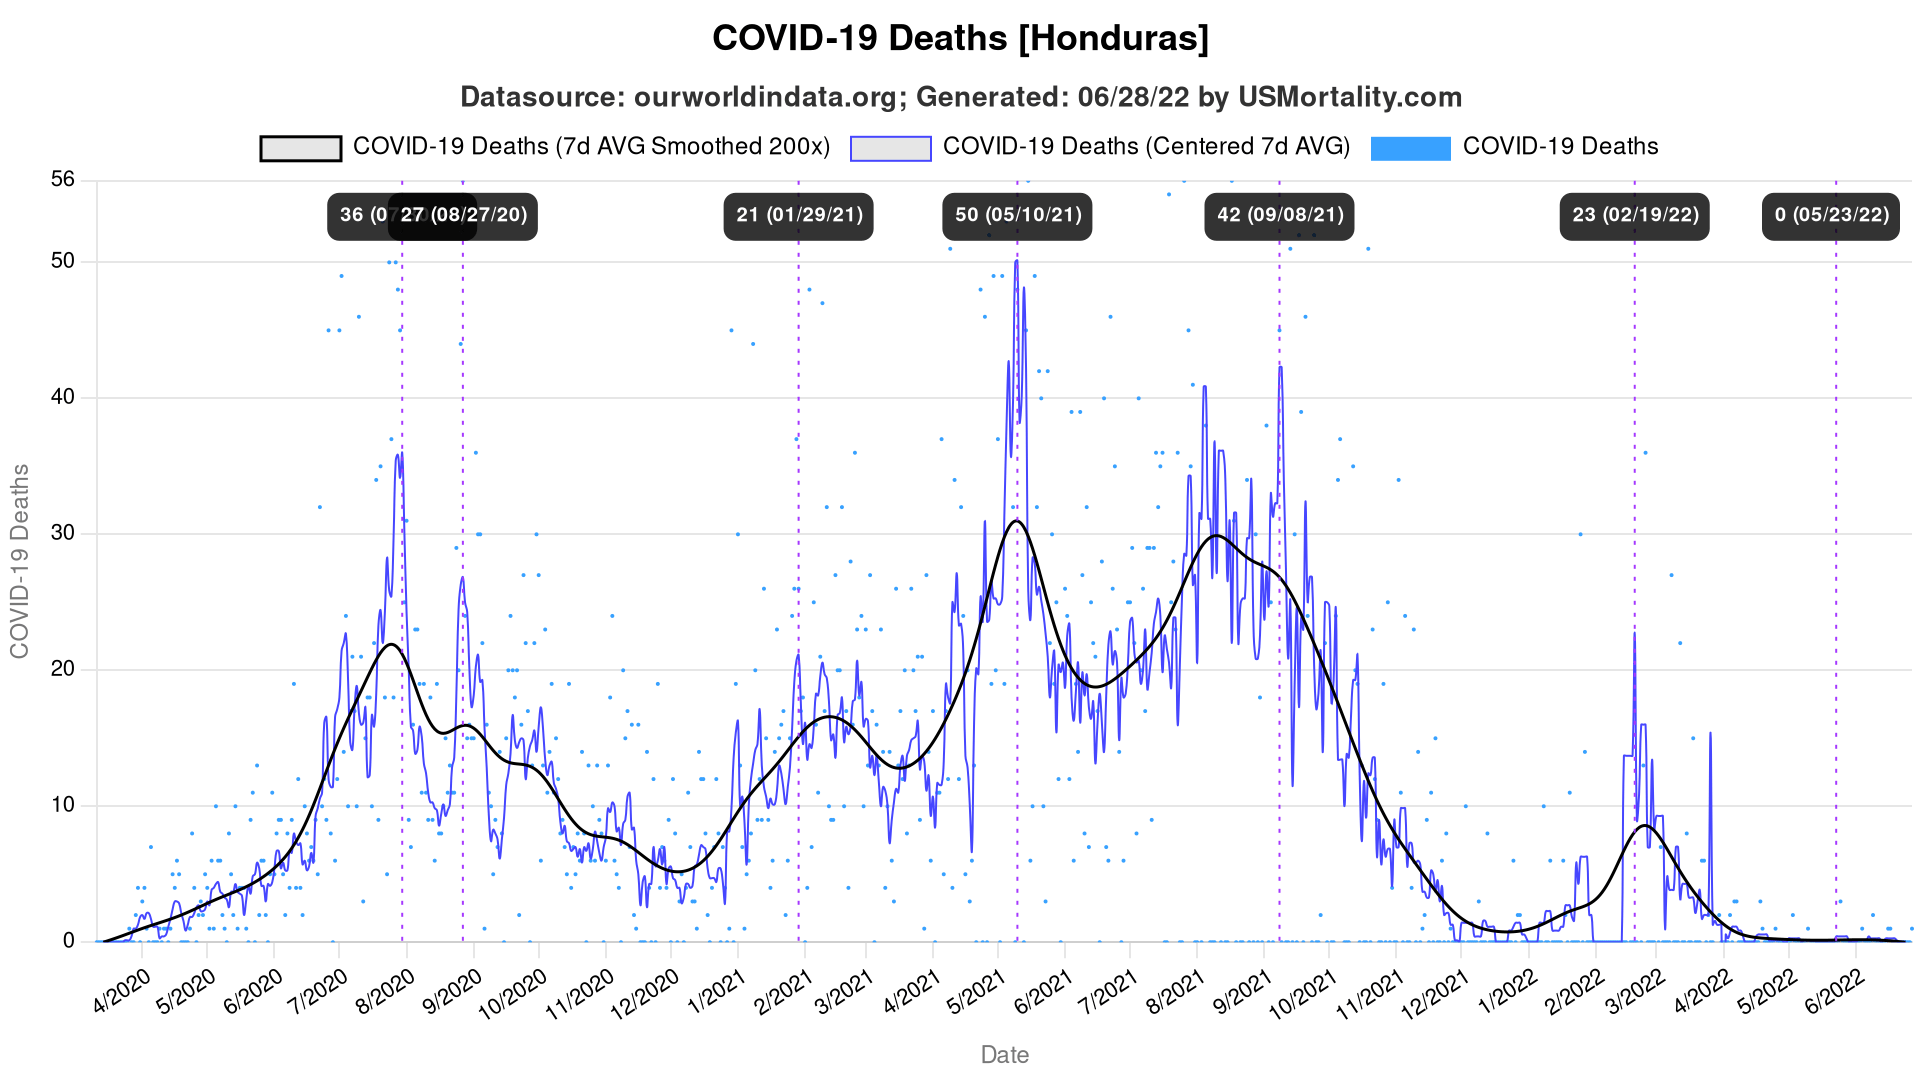 COVID-19 Deaths [Honduras]
Datasource: ourworldindata.org; Generated: 06/28/22 by USMortality.com
COVID-19 Deaths (7d AVG Smoothed 200x) COVID-19 Deaths (Centered 7d AVG) COVID-19 Deaths
56
36 27 (08/27/20) 21 (01/29/21) 50 (05/10/21) 42 (09/08/21) 23 (02/19/22) 0 (05/23/22)
50
40
30
20
10
0
COVID-19 Deaths
4/2020 5/2020 6/2020 7/2020 8/2020 9/2020 10/2020 11/2020 12/2020 1/2021 2/2021 3/2021 4/2021 5/2021 6/2021 7/2021 8/2021 9/2021 10/2021 11/2021 12/2021 1/2022 2/2022 3/2022 4/2022 5/2022 6/2022
Date